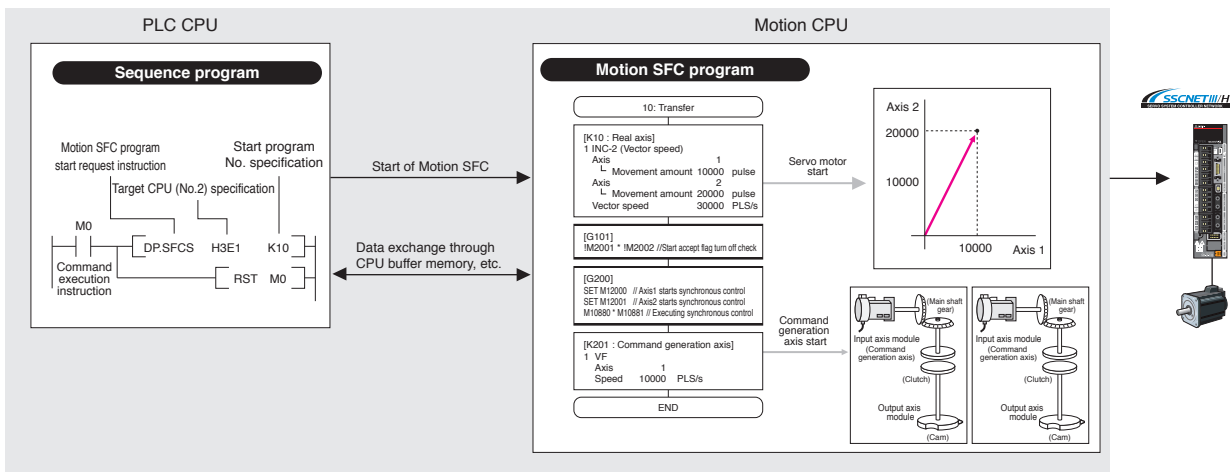 PLC CPU
Sequence program
Motion SFC program
start request instruction
Start program
No. specification
Target CPU (No.2) specification
M0
DP.SFCS H3E1 K10
RST M0
Command
execution
instruction
Start of Motion SFC
Data exchange through
CPU buffer memory, etc.
Motion CPU
Motion SFC program
10: Transfer
[K10 : Real axis]
1 INC-2 (Vector speed)
Axis 1
Movement amount 10000 pulse
Axis 2
Movement amount 20000 pulse
Vector speed 30000 PLS/s
[G101]
!M2001 * !M2002 //Start accept flag turn off check
[G200]
SET M12000 // Axis1 starts synchronous control
SET M12001 // Axis2 starts synchronous control
M10880 * M10881 // Executing synchronous control
[K201 : Command generation axis]
1 VF
Axis 1
Speed 10000 PLS/s
END
Servo motor
start
Command
generation
axis start
Axis 2
20000
10000
10000 Axis 1
(Main shaft
gear)
Input axis module
(Command
generation axis)
(Clutch)
Output axis
module
(Cam)
(Main shaft
gear)
Input axis module
(Command
generation axis)
(Clutch)
Output axis
module
(Cam)
SSCNETIII/H
SERVO SYSTEM CONTROLLER NETWORK